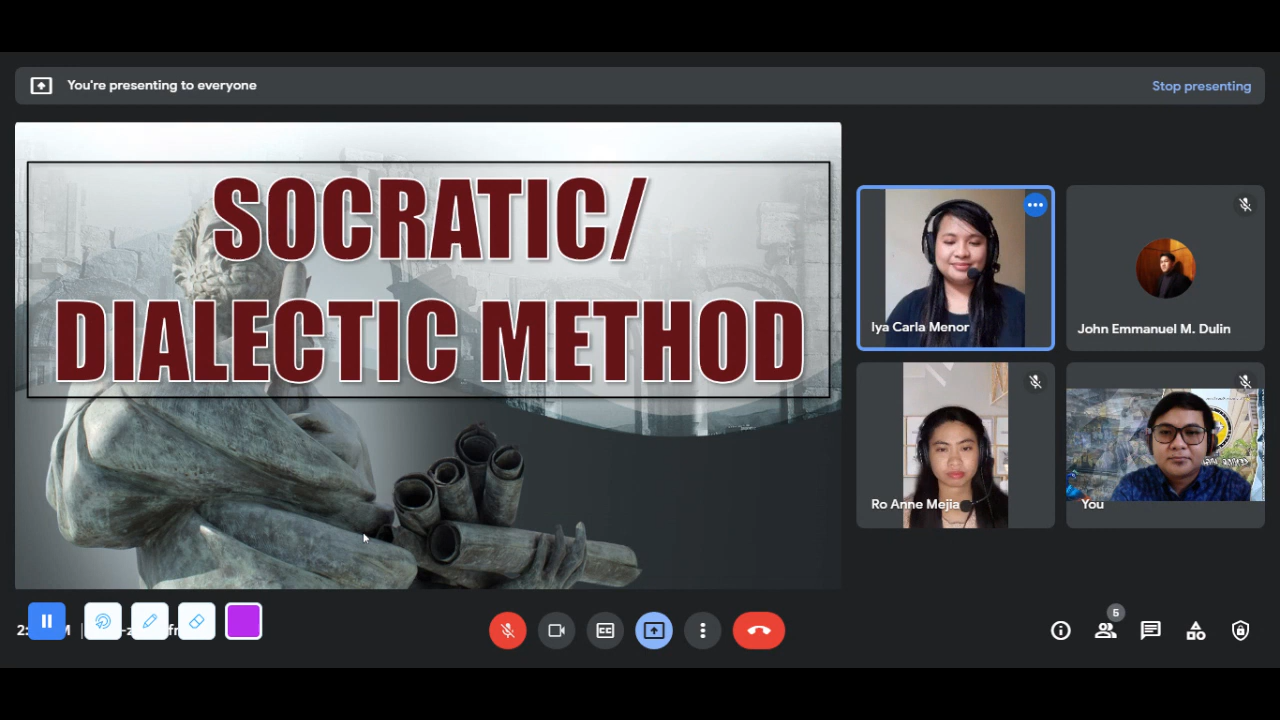 You're presenting to everyone
Stop presenting
SOCRATIC/
DIALECTIC METHOD
Iya Carla Menor
John Emmanuel M. Dulin
Ro Anne Mejia
You
CC
5